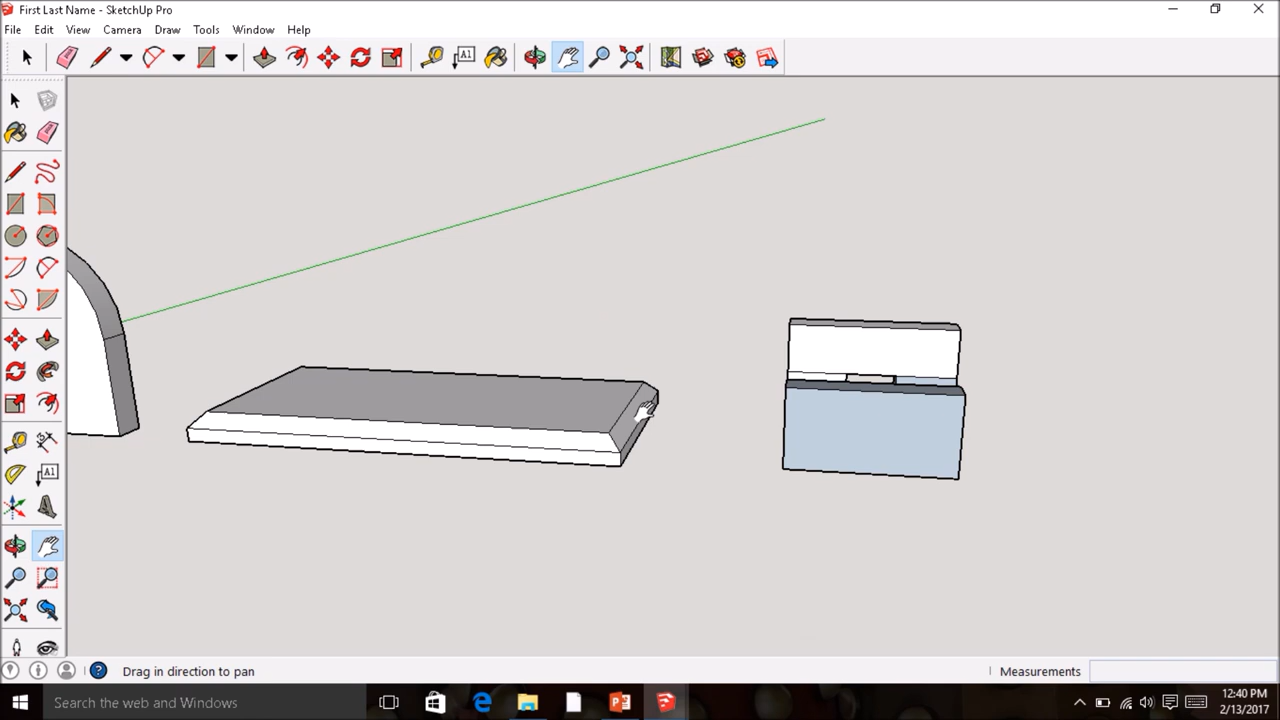 First Last Name - SketchUp Pro
File Edit View Camera Draw Tools Window Help
A1
A1
Drag in direction to pan
Measurements
Search the web and Windows
12:40 PM
2/13/2017